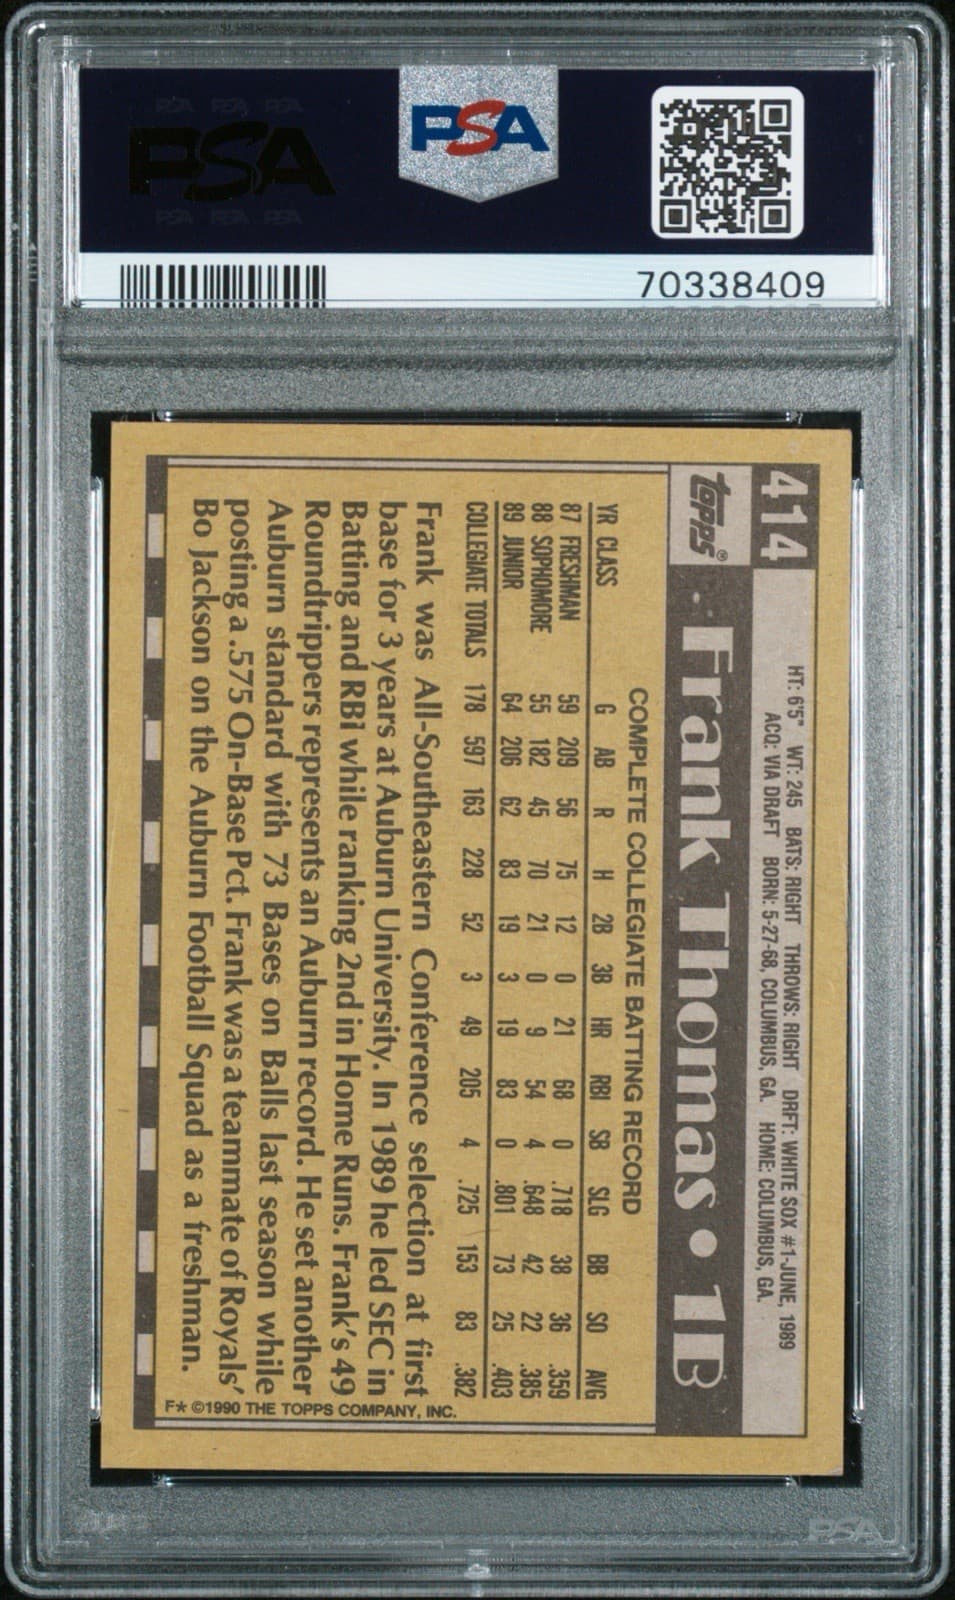 PSA PSA PSA
PSA
PSA PSA PSA
PSA
70338409
414
HT: 6'5" WT: 245 BATS: RIGHT THROWS: RIGHT DRFT: WHITE SOX #1-JUNE, 1989
ACQ: VIA DRAFT BORN: 5-27-68, COLUMBUS, GA. HOME: COLUMBUS, GA.
topps® Frank Thomas • 1B
COMPLETE COLLEGIATE BATTING RECORD
YR CLASS G AB R H 2B 3B HR RBI SB SLG BB SO AVG
87 FRESHMAN 59 209 56 75 12 0 21 68 0 .718 38 36 .359
88 SOPHOMORE 55 182 45 70 21 0 9 54 4 .648 42 22 .385
89 JUNIOR 64 206 62 83 19 3 19 83 0 .801 73 25 .403
COLLEGIATE TOTALS 178 597 163 228 52 3 49 205 4 .725 153 83 .382
Frank was All-Southeastern Conference selection at first
base for 3 years at Auburn University. In 1989 he led SEC in
Batting and RBI while ranking 2nd in Home Runs. Frank's 49
Roundtrippers represents an Auburn record. He set another
Auburn standard with 73 Bases on Balls last season while
posting a .575 On-Base Pct. Frank was a teammate of Royals'
Bo Jackson on the Auburn Football Squad as a freshman.
F* ©1990 THE TOPPS COMPANY, INC.
PSA